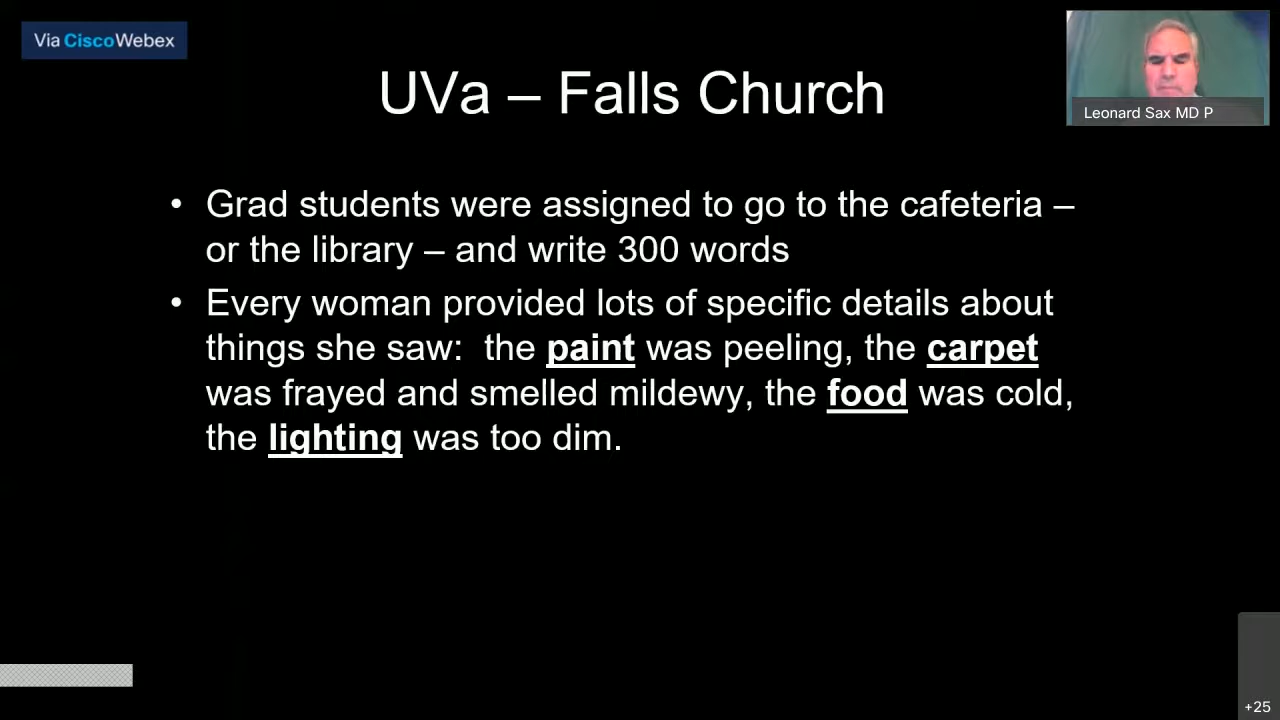 Via CiscoWebex
UVa – Falls Church
Leonard Sax MD P
• Grad students were assigned to go to the cafeteria –
or the library – and write 300 words
• Every woman provided lots of specific details about
things she saw:  the paint was peeling, the carpet
was frayed and smelled mildewy, the food was cold,
the lighting was too dim.
+25